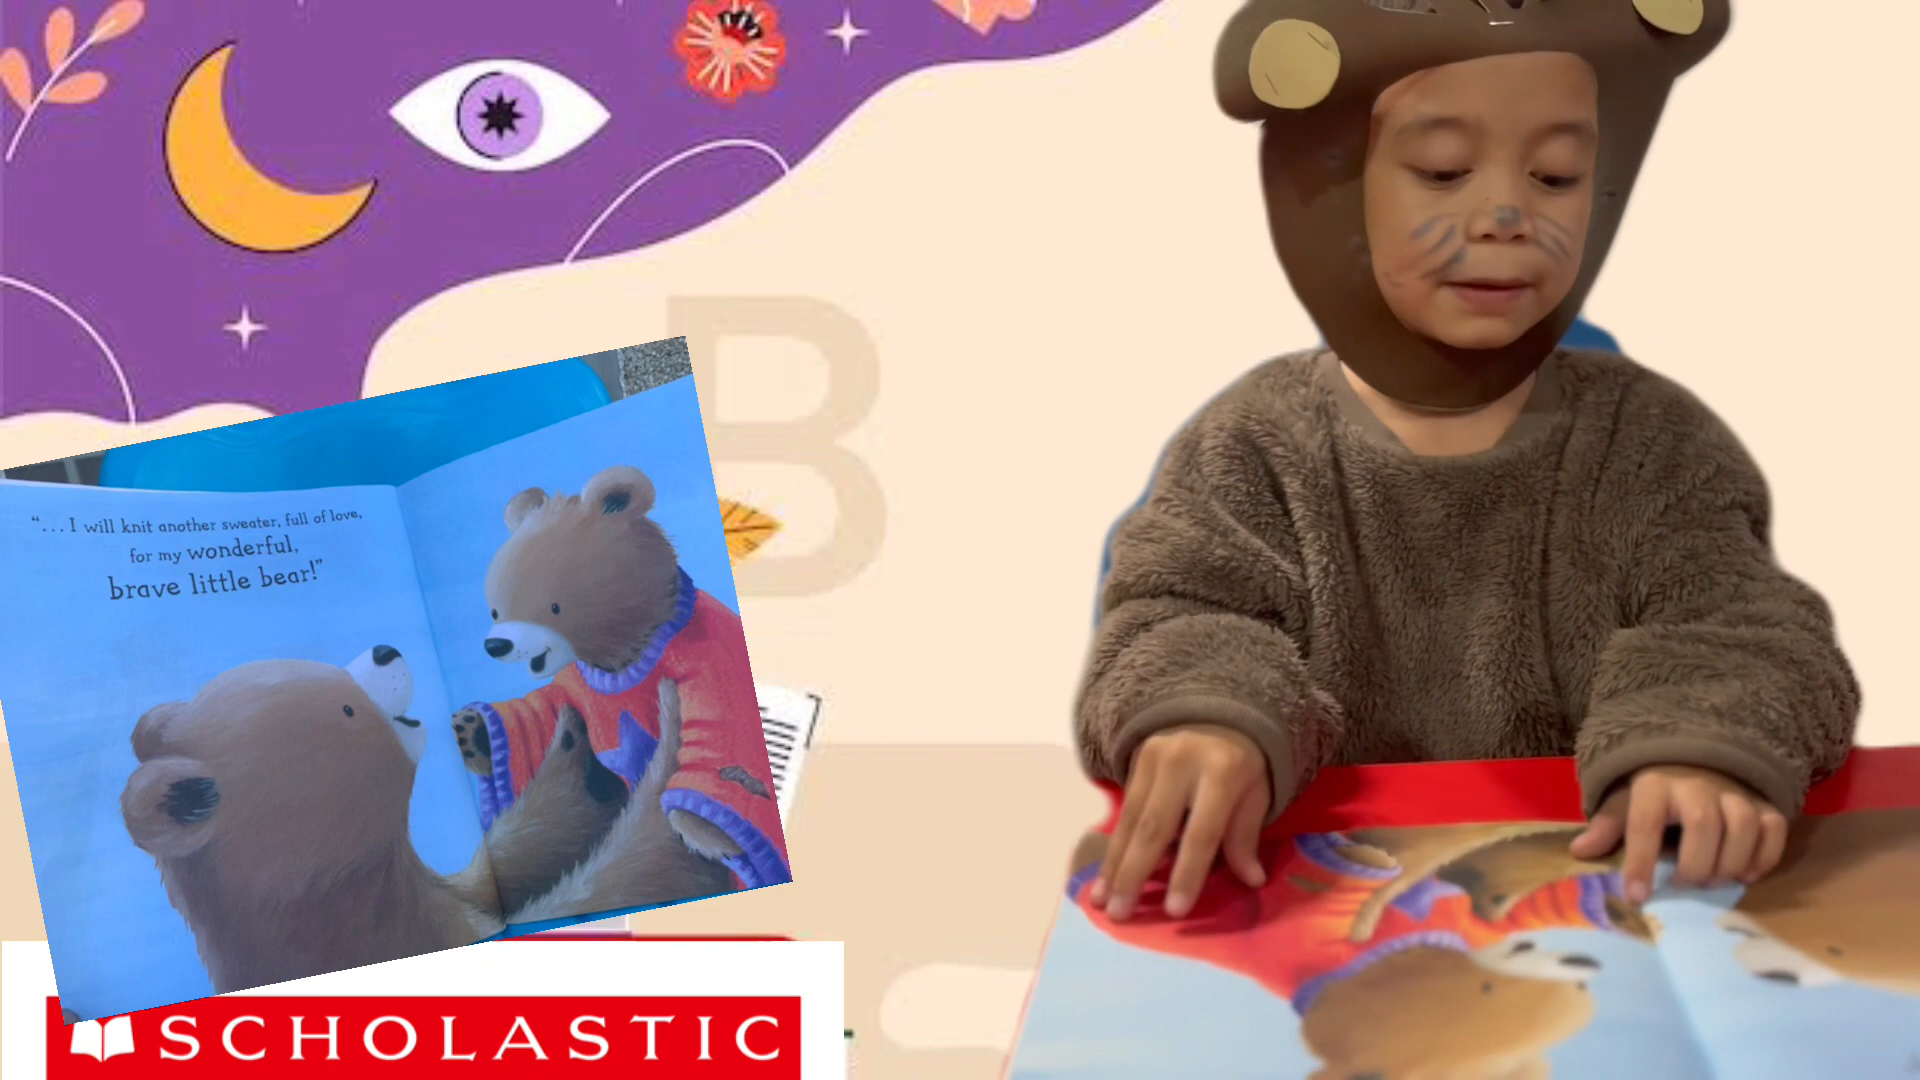 B
“...I will knit another sweater, full of love,
for my wonderful,
brave little bear!”
SCHOLASTIC